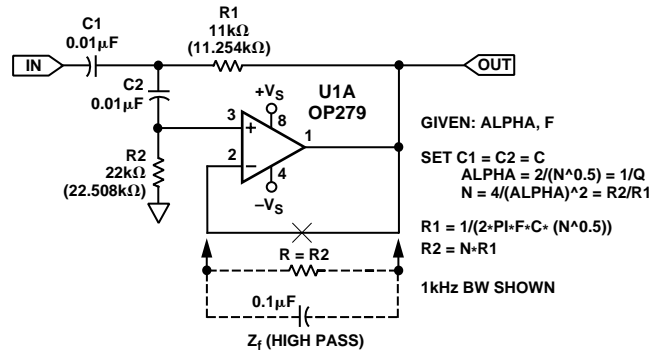 R1
11kΩ
(11.254kΩ)
C1
0.01μF
IN
OUT
C2
0.01μF
+VS
U1A
OP279
3
+
8
1
2
−
4
−VS
R2
22kΩ
(22.508kΩ)
GIVEN: ALPHA, F
SET C1 = C2 = C
ALPHA = 2/(N^0.5) = 1/Q
N = 4/(ALPHA)^2 = R2/R1
R1 = 1/(2*PI*F*C* (N^0.5))
R2 = N*R1
1kHz BW SHOWN
R = R2
0.1μF
Zf (HIGH PASS)